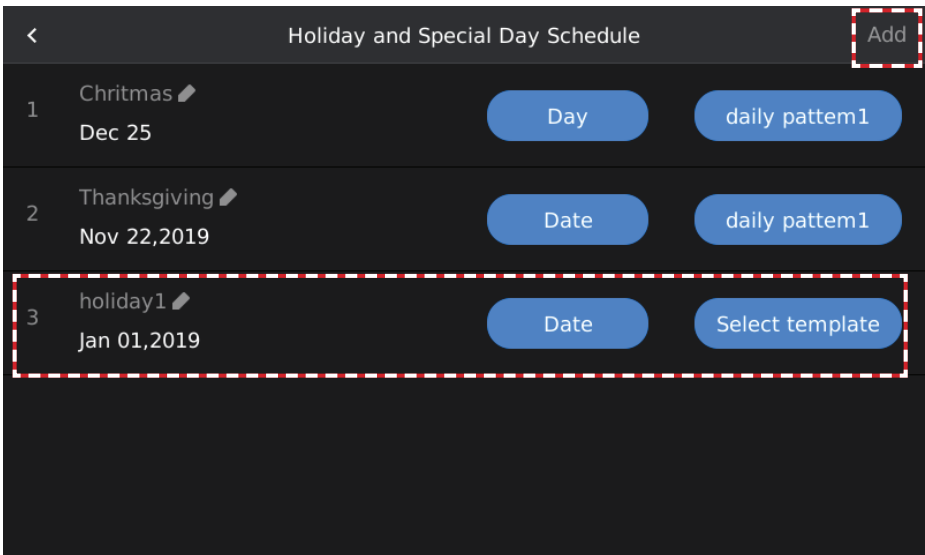 Holiday and Special Day Schedule Add
1 Chritmas
Dec 25 Day daily pattem1
2 Thanksgiving
Nov 22,2019 Date daily pattem1
3 holiday1
Jan 01,2019 Date Select template